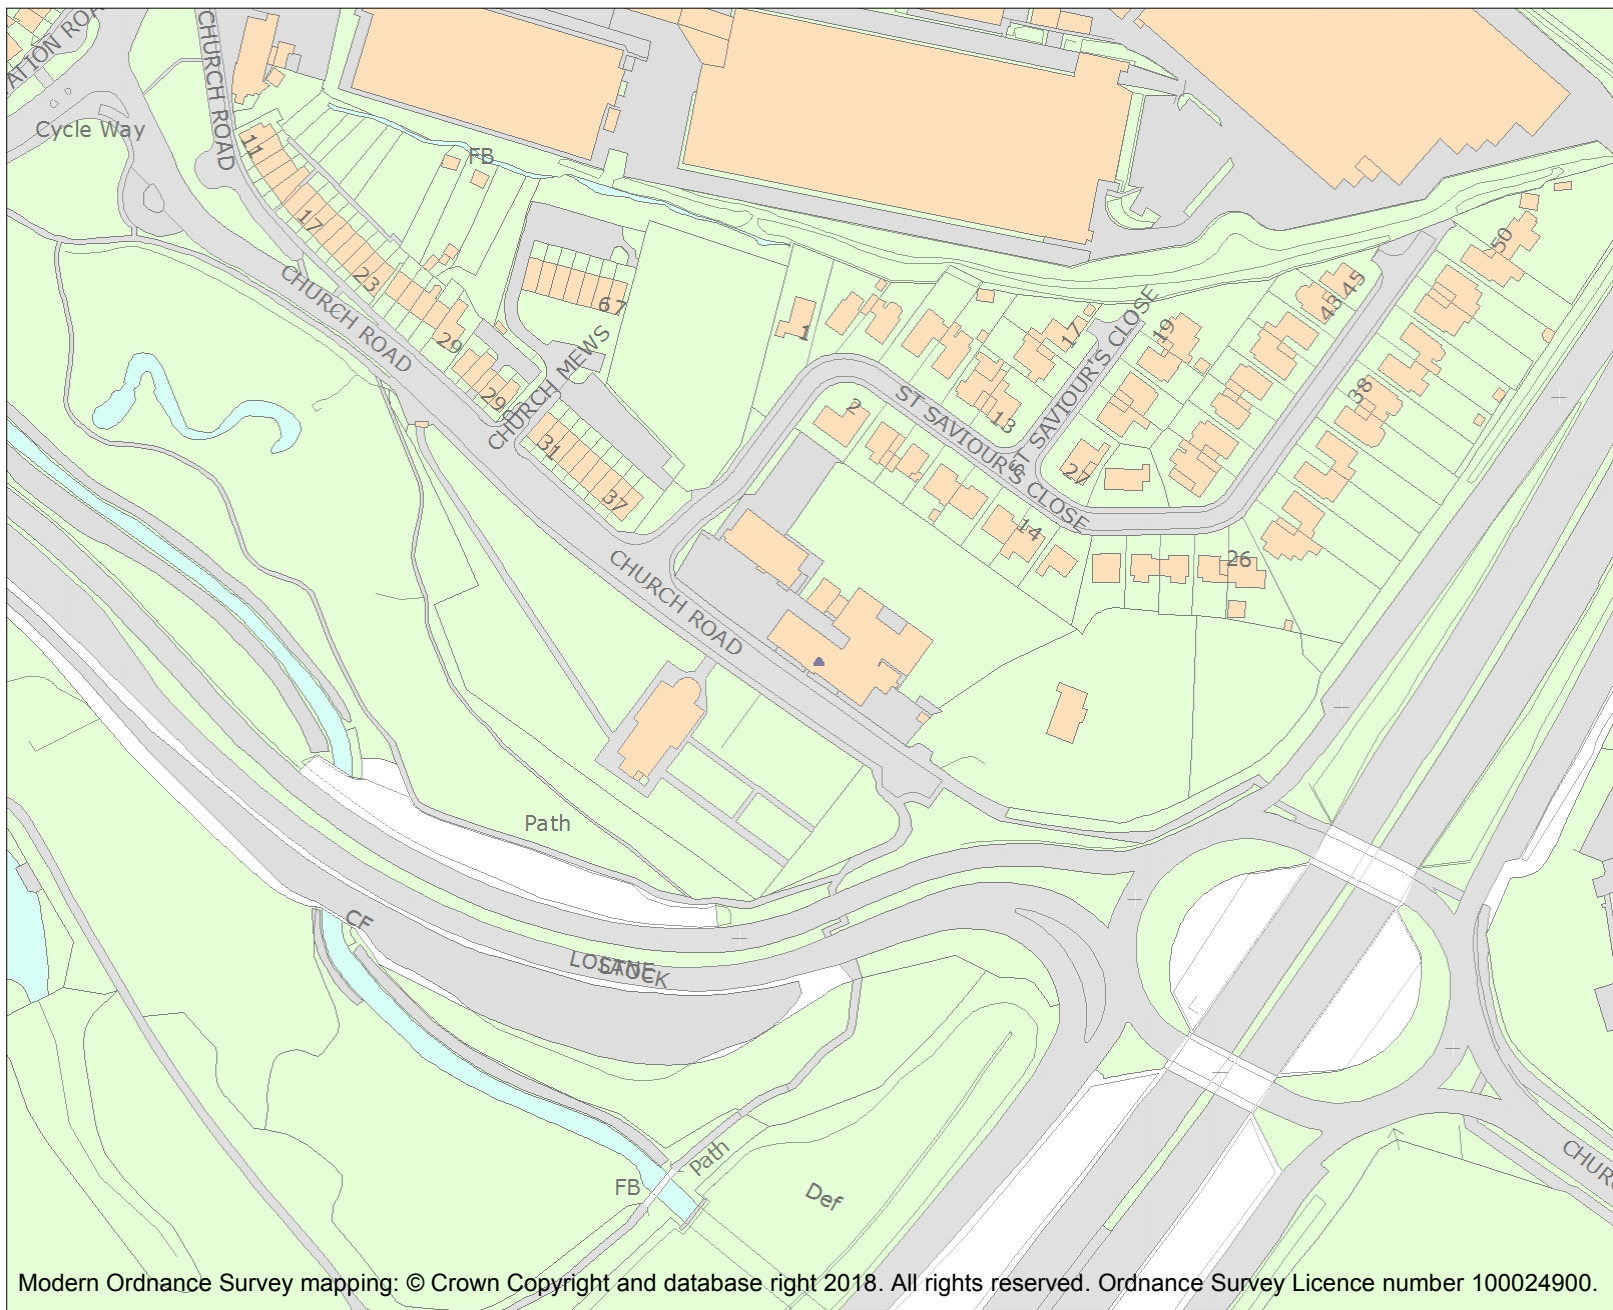 ATION ROA
CHURCH ROAD
Cycle Way
11
FB
17
23
CHURCH ROAD
29
29
CHURCH MEWS
67
31
37
1
2
ST SAVIOUR'S CLOSE
13
17
ST SAVIOUR'S CLOSE
19
27
14
26
38
43
45
50
CHURCH ROAD
Path
CF
LOSTOCK
LANE
Path
FB
Def
CHUR
Modern Ordnance Survey mapping: © Crown Copyright and database right 2018. All rights reserved. Ordnance Survey Licence number 100024900.